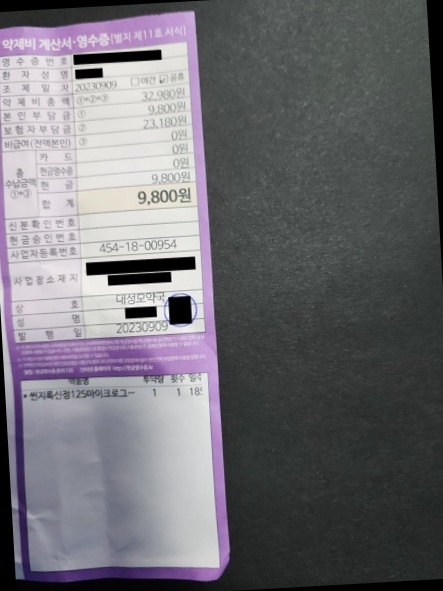 약제비 계산서·영수증[별지 제11호 서식]
영수증번호
환자성명
조제일자 20230909 □야간 ☑공휴
약제비총액 ①+②+③ 32,980원
본인부담금 ① 9,800원
보험자부담금 ② 23,180원
비급여(전액본인) ③ 0원
카드 0원
총수납금액 ①+③ 현금영수증 0원
현금 9,800원
합계 9,800원
신분확인번호
현금승인번호
사업자등록번호 454-18-00954
사업장소재지
상호 대성모약국
성명
발행일 20230909
약품명 투약량 횟수 일수
* 씬지록신정125마이크로그… 1 1 185